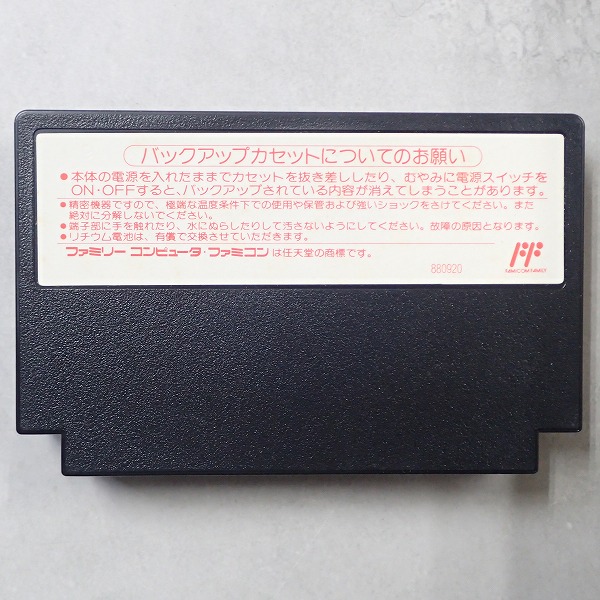 バックアップカセットについてのお願い
●本体の電源を入れたままでカセットを抜き差ししたり、むやみに電源スイッチを
ON・OFFすると、バックアップされている内容が消えてしまうことがあります。
●精密機器ですので、極端な温度条件下での使用や保管および強いショックをさけてください。また
絶対に分解しないでください。
●端子部に手を触れたり、水にぬらしたりして汚さないようにしてください。故障の原因となります。
●リチウム電池は、有償で交換させていただきます。
ファミリー コンピュータ・ファミコンは任天堂の商標です。
880920
FAMICOM FAMILY